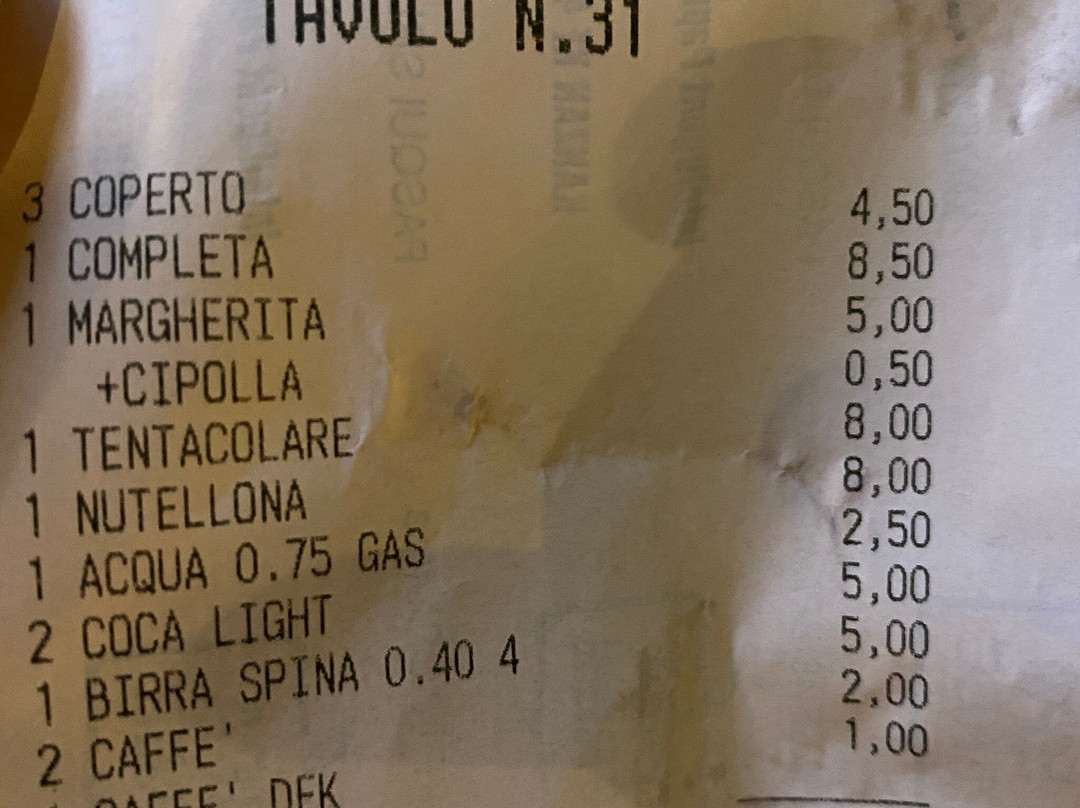 TAVOLO N.31
3 COPERTO 4,50
1 COMPLETA 8,50
1 MARGHERITA 5,00
+CIPOLLA 0,50
1 TENTACOLARE 8,00
1 NUTELLONA 8,00
1 ACQUA 0.75 GAS 2,50
2 COCA LIGHT 5,00
1 BIRRA SPINA 0.40 4 5,00
2 CAFFE' 2,00
CAFFE' DEK 1,00